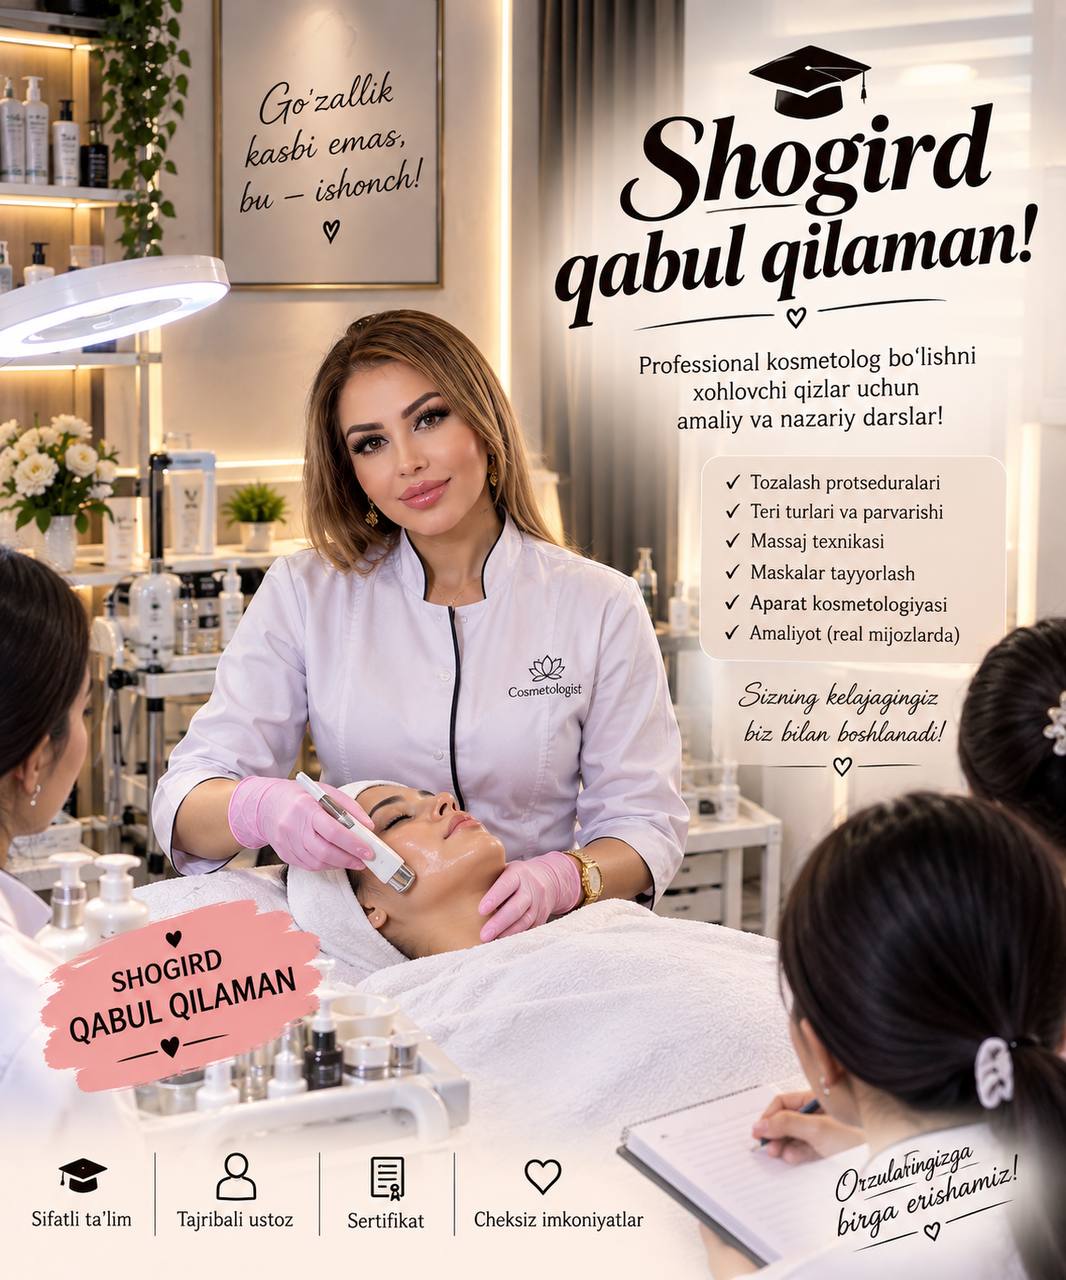 Go'zallik
kasbi emas,
bu – ishonch!
Shogird
qabul qilaman!
Professional kosmetolog bo‘lishni
xohlovchi qizlar uchun
amaliy va nazariy darslar!
✓ Tozalash protseduralari
✓ Teri turlari va parvarishi
✓ Massaj texnikasi
✓ Maskalar tayyorlash
✓ Aparat kosmetologiyasi
✓ Amaliyot (real mijozlarda)
Sizning kelajagingiz
biz bilan boshlanadi!
Cosmetologist
SHOGIRD
QABUL QILAMAN
Sifatli ta’lim
Tajribali ustoz
Sertifikat
Cheksiz imkoniyatlar
Orzularingizga
birga erishamiz!